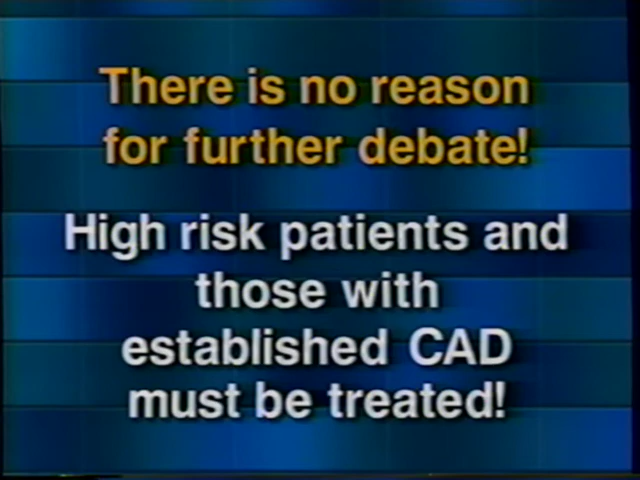 There is no reason
for further debate!
High risk patients and
those with
established CAD
must be treated!